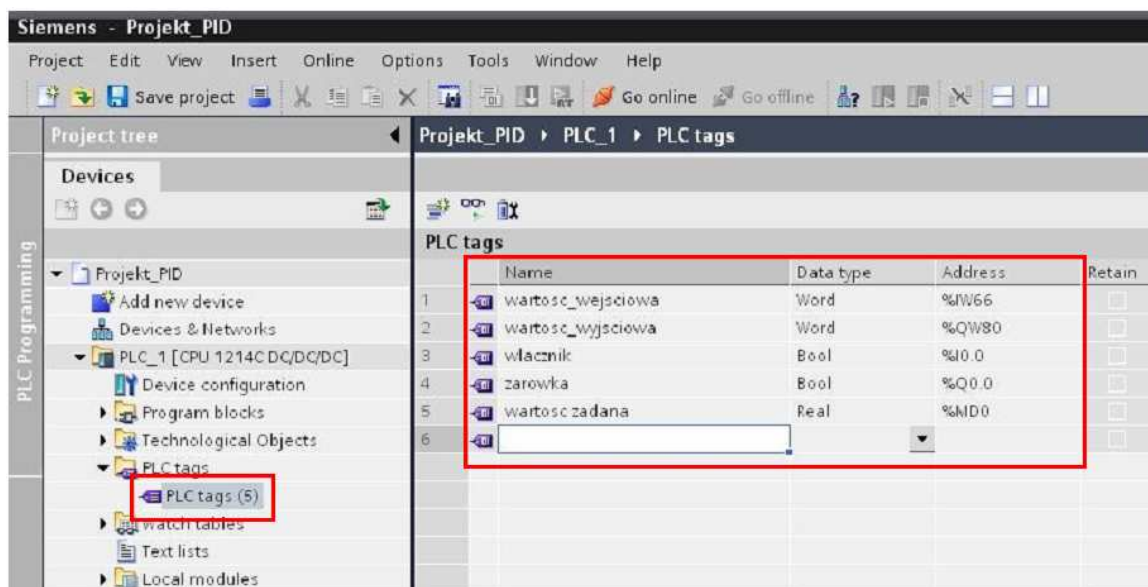 Siemens - Projekt_PID
Project Edit View Insert Online Options Tools Window Help
Save project Go online Go offline
Project tree
Projekt_PID PLC_1 PLC tags
Devices
PLC Programming
PLC tags
Name Data type Address Retain
1 wartosc_wejsciowa Word %IW66
2 wartosc_wyjsciowa Word %QW80
3 wlacznik Bool %I0.0
4 zarowka Bool %Q0.0
5 wartosc zadana Real %MD0
6
Projekt_PID
Add new device
Devices & Networks
PLC_1 [CPU 1214C DC/DC/DC]
Device configuration
Program blocks
Technological Objects
PLC tags
PLC tags (5)
Watch tables
Text lists
Local modules